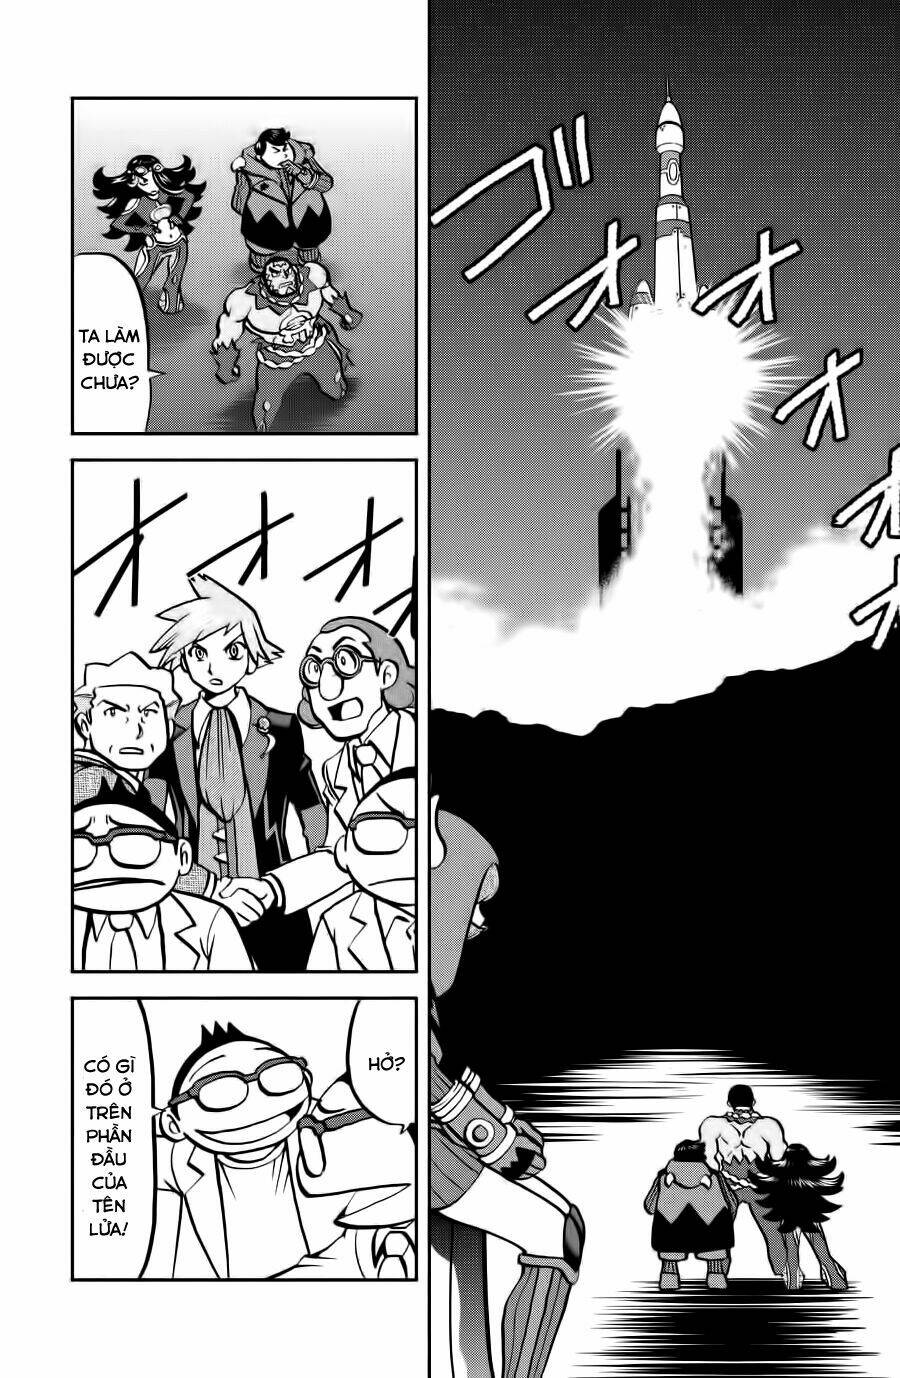 ゴオオオオオ
TA LÀM
ĐƯỢC
CHƯA?
オオオ
HỞ?
CÓ GÌ
ĐÓ Ở
TRÊN
PHẦN
ĐẦU
CỦA
TÊN
LỬA!